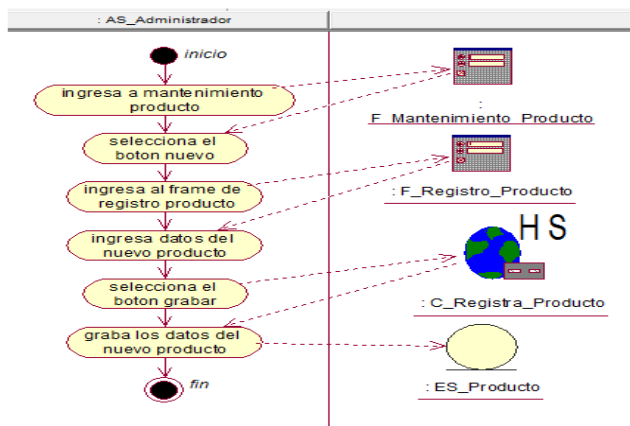 : AS_Administrador
inicio
ingresa a mantenimiento
producto
:
F_Mantenimiento_Producto
selecciona el
boton nuevo
ingresa al frame de
registro producto
: F_Registro_Producto
ingresa datos del
nuevo producto
H S
selecciona el
boton grabar
: C_Registra_Producto
graba los datos del
nuevo producto
fin
: ES_Producto